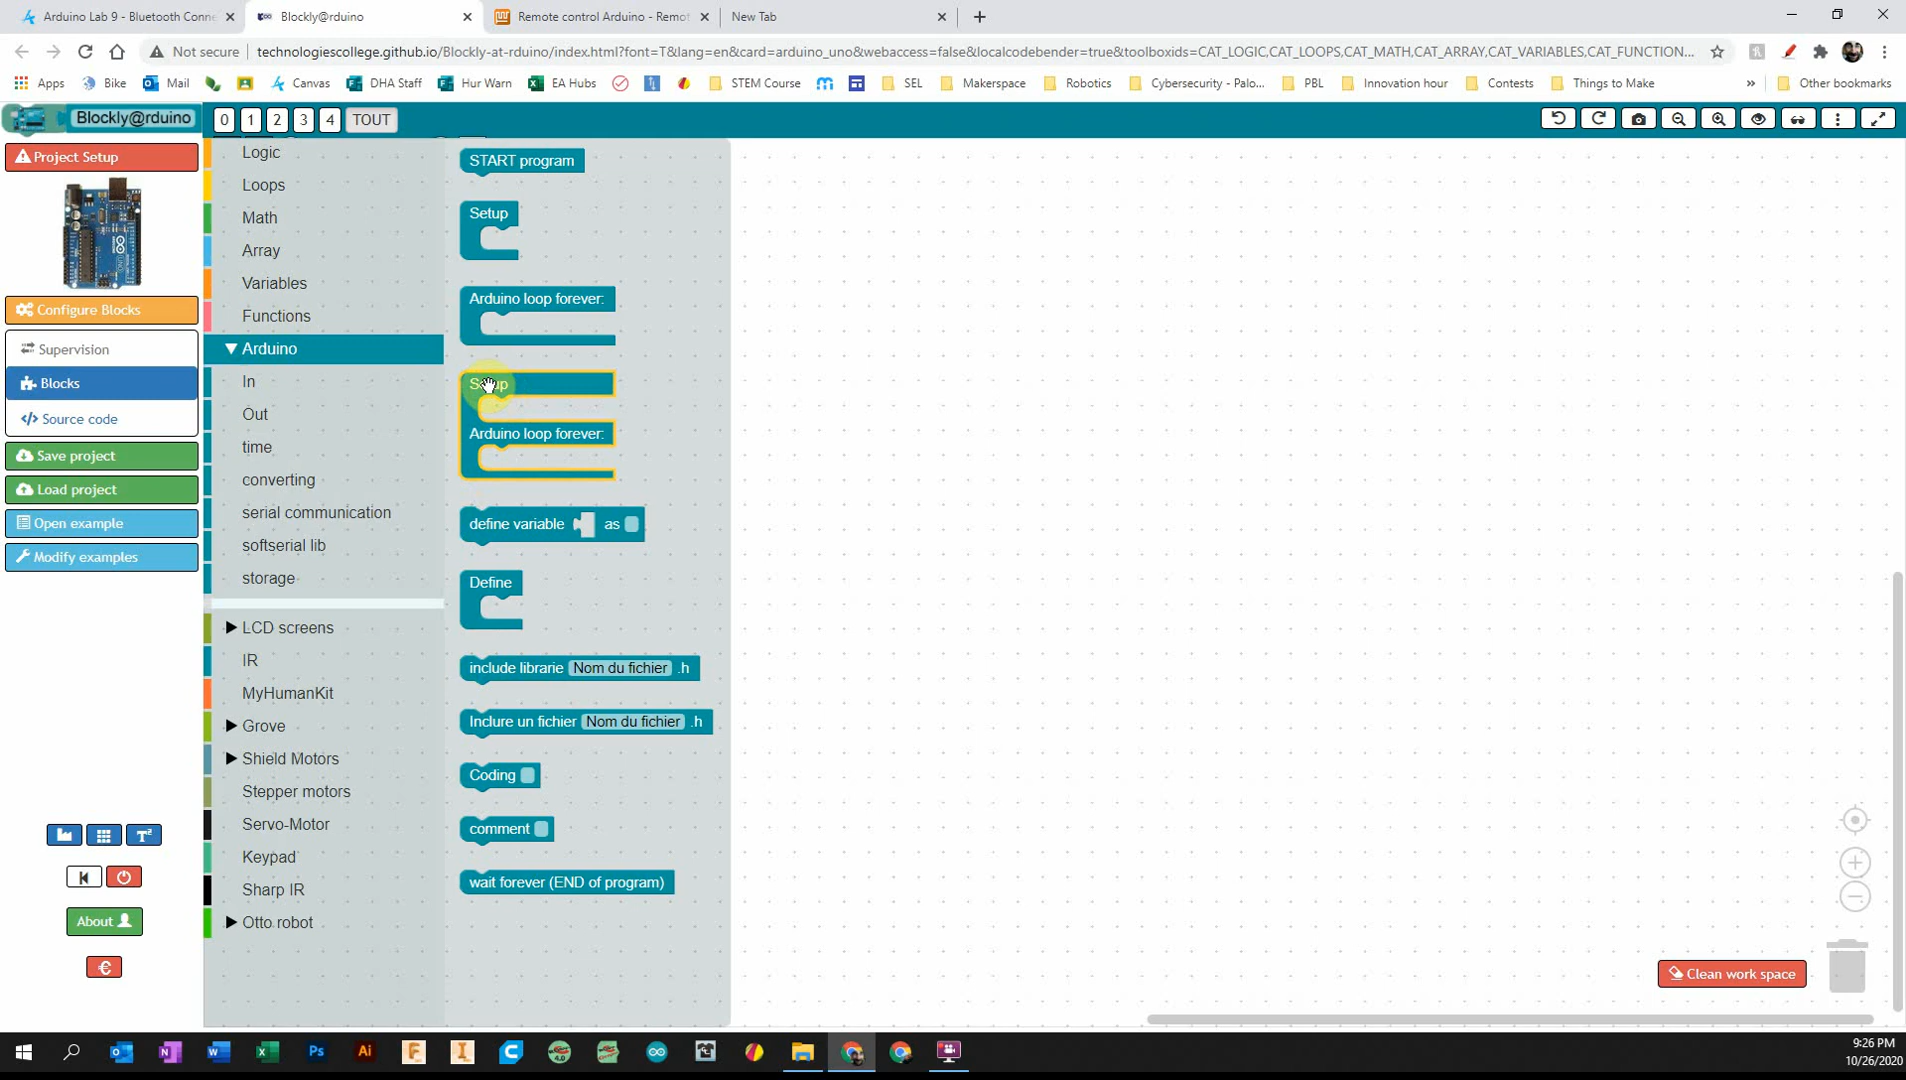 Arduino Lab 9 - Bluetooth Conne
Blockly@rduino
Remote control Arduino - Remot
New Tab
Not secure
technologiescollege.github.io/Blockly-at-rduino/index.html?font=T&lang=en&card=arduino_uno&webaccess=false&localcodebender=true&toolboxids=CAT_LOGIC,CAT_LOOPS,CAT_MATH,CAT_ARRAY,CAT_VARIABLES,CAT_FUNCTION...
Apps
Bike
Mail
Canvas
DHA Staff
Hur Warn
EA Hubs
STEM Course
SEL
Makerspace
Robotics
Cybersecurity - Palo...
PBL
Innovation hour
Contests
Things to Make
»
Other bookmarks
Blockly@rduino
0 1 2 3 4 TOUT
Project Setup
Configure Blocks
Supervision
Blocks
Source code
Save project
Load project
Open example
Modify examples
About
€
Logic
Loops
Math
Array
Variables
Functions
Arduino
In
Out
time
converting
serial communication
softserial lib
storage
LCD screens
IR
MyHumanKit
Grove
Shield Motors
Stepper motors
Servo-Motor
Keypad
Sharp IR
Otto robot
START program
Setup
Arduino loop forever:
Setup
Arduino loop forever:
define variable as
Define
include librarie Nom du fichier .h
Inclure un fichier Nom du fichier .h
Coding
comment
wait forever (END of program)
Clean work space
9:26 PM
10/26/2020